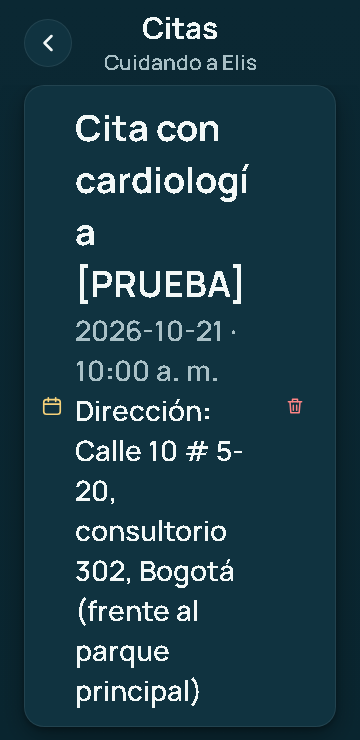 Citas
Cuidando a Elis
Cita con
cardiologí
a
[PRUEBA]
2026-10-21 ·
10:00 a. m.
Dirección:
Calle 10 # 5-
20,
consultorio
302, Bogotá
(frente al
parque
principal)